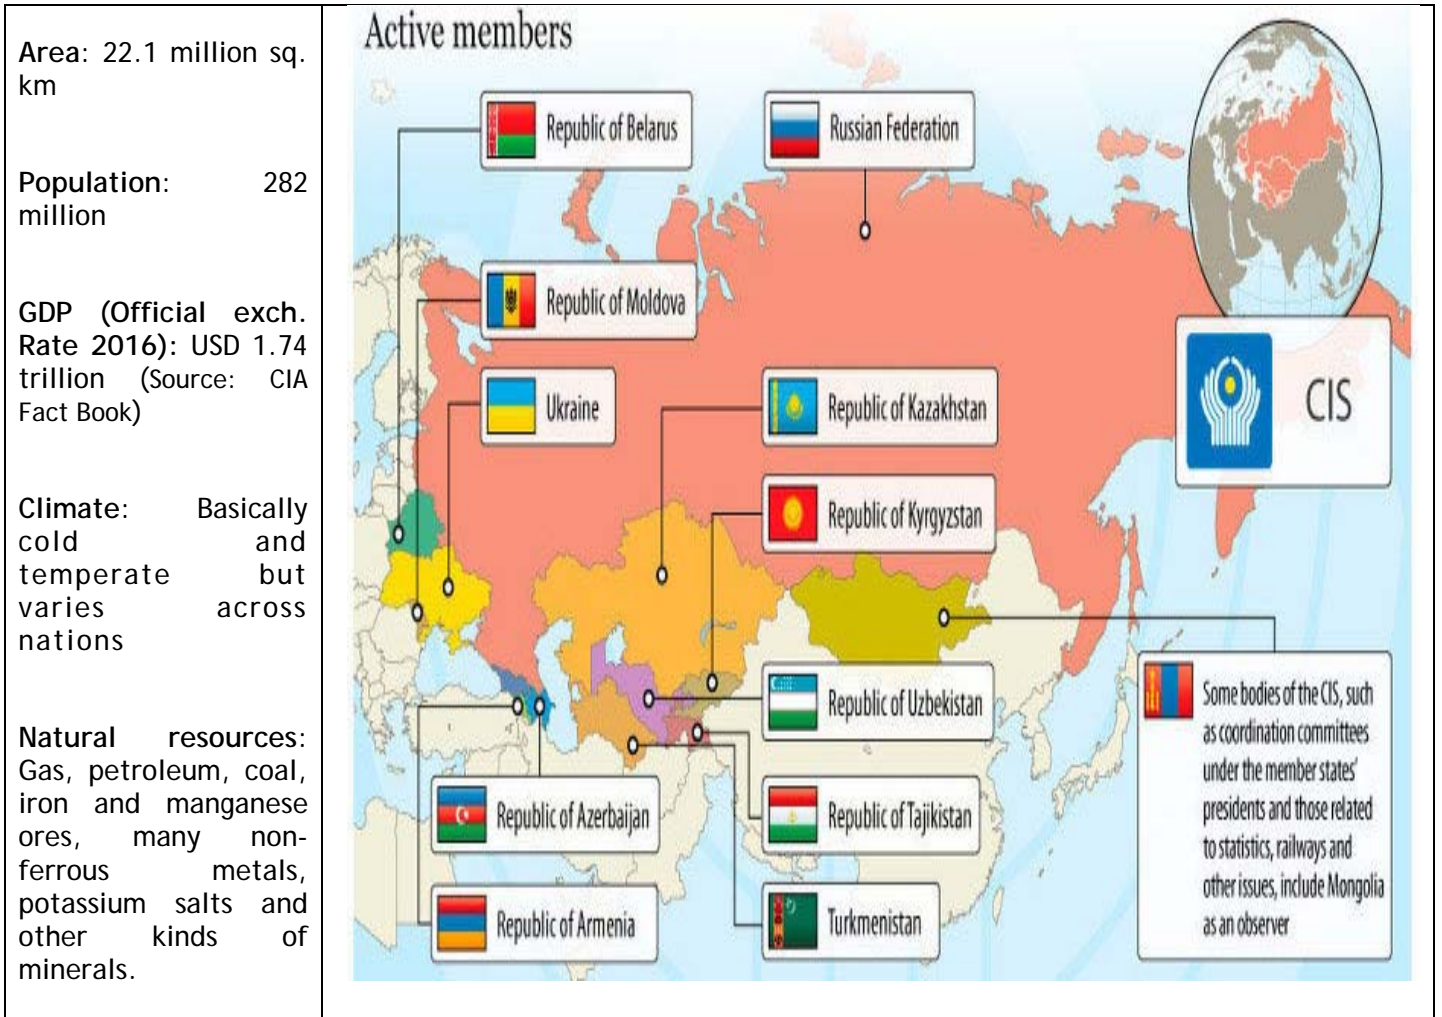 Area: 22.1 million sq.
km
Population: 282
million
GDP (Official exch.
Rate 2016): USD 1.74
trillion (Source: CIA
Fact Book)
Climate: Basically
cold and
temperate but
varies across
nations
Natural resources:
Gas, petroleum, coal,
iron and manganese
ores, many non-
ferrous metals,
potassium salts and
other kinds of
minerals.
Active members
Republic of Belarus
Russian Federation
Republic of Moldova
Ukraine
Republic of Kazakhstan
CIS
Republic of Kyrgyzstan
Republic of Uzbekistan
Republic of Azerbaijan
Republic of Tajikistan
Republic of Armenia
Turkmenistan
Some bodies of the CIS, such
as coordination committees
under the member states'
presidents and those related
to statistics, railways and
other issues, include Mongolia
as an observer